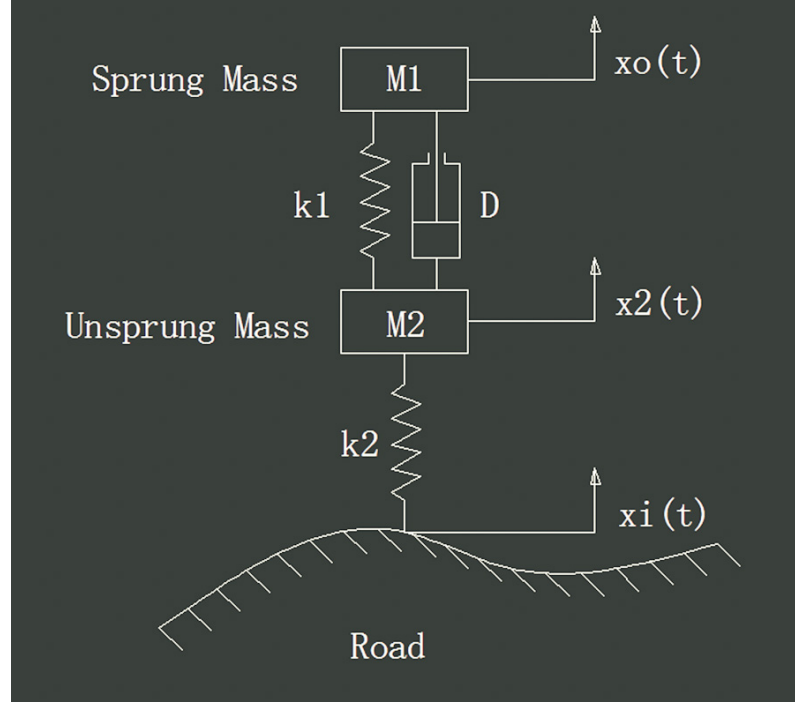 xo(t)
Sprung Mass
M1
k1
D
x2(t)
Unsprung Mass
M2
k2
xi(t)
Road